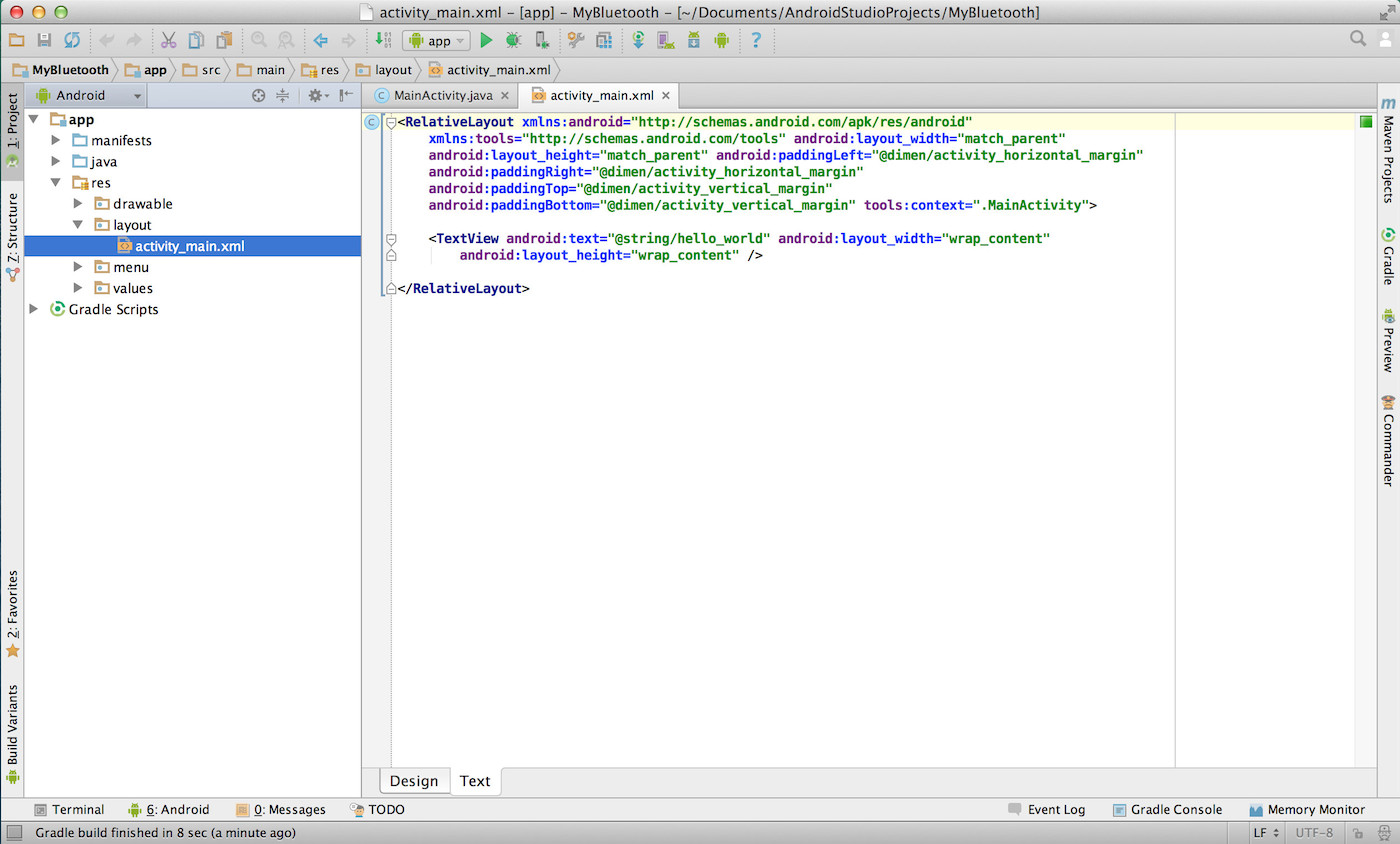 activity_main.xml – [app] – MyBluetooth – [~/Documents/AndroidStudioProjects/MyBluetooth]
app
MyBluetooth app src main res layout activity_main.xml
Android
MainActivity.java activity_main.xml
1: Project
7: Structure
2: Favorites
Build Variants
app
manifests
java
res
drawable
layout
activity_main.xml
menu
values
Gradle Scripts
<RelativeLayout xmlns:android="http://schemas.android.com/apk/res/android"
xmlns:tools="http://schemas.android.com/tools" android:layout_width="match_parent"
android:layout_height="match_parent" android:paddingLeft="@dimen/activity_horizontal_margin"
android:paddingRight="@dimen/activity_horizontal_margin"
android:paddingTop="@dimen/activity_vertical_margin"
android:paddingBottom="@dimen/activity_vertical_margin" tools:context=".MainActivity">
<TextView android:text="@string/hello_world" android:layout_width="wrap_content"
android:layout_height="wrap_content" />
</RelativeLayout>
Maven Projects
Gradle
Preview
Commander
Design Text
Terminal 6: Android 0: Messages TODO Event Log Gradle Console Memory Monitor
Gradle build finished in 8 sec (a minute ago) LF UTF-8